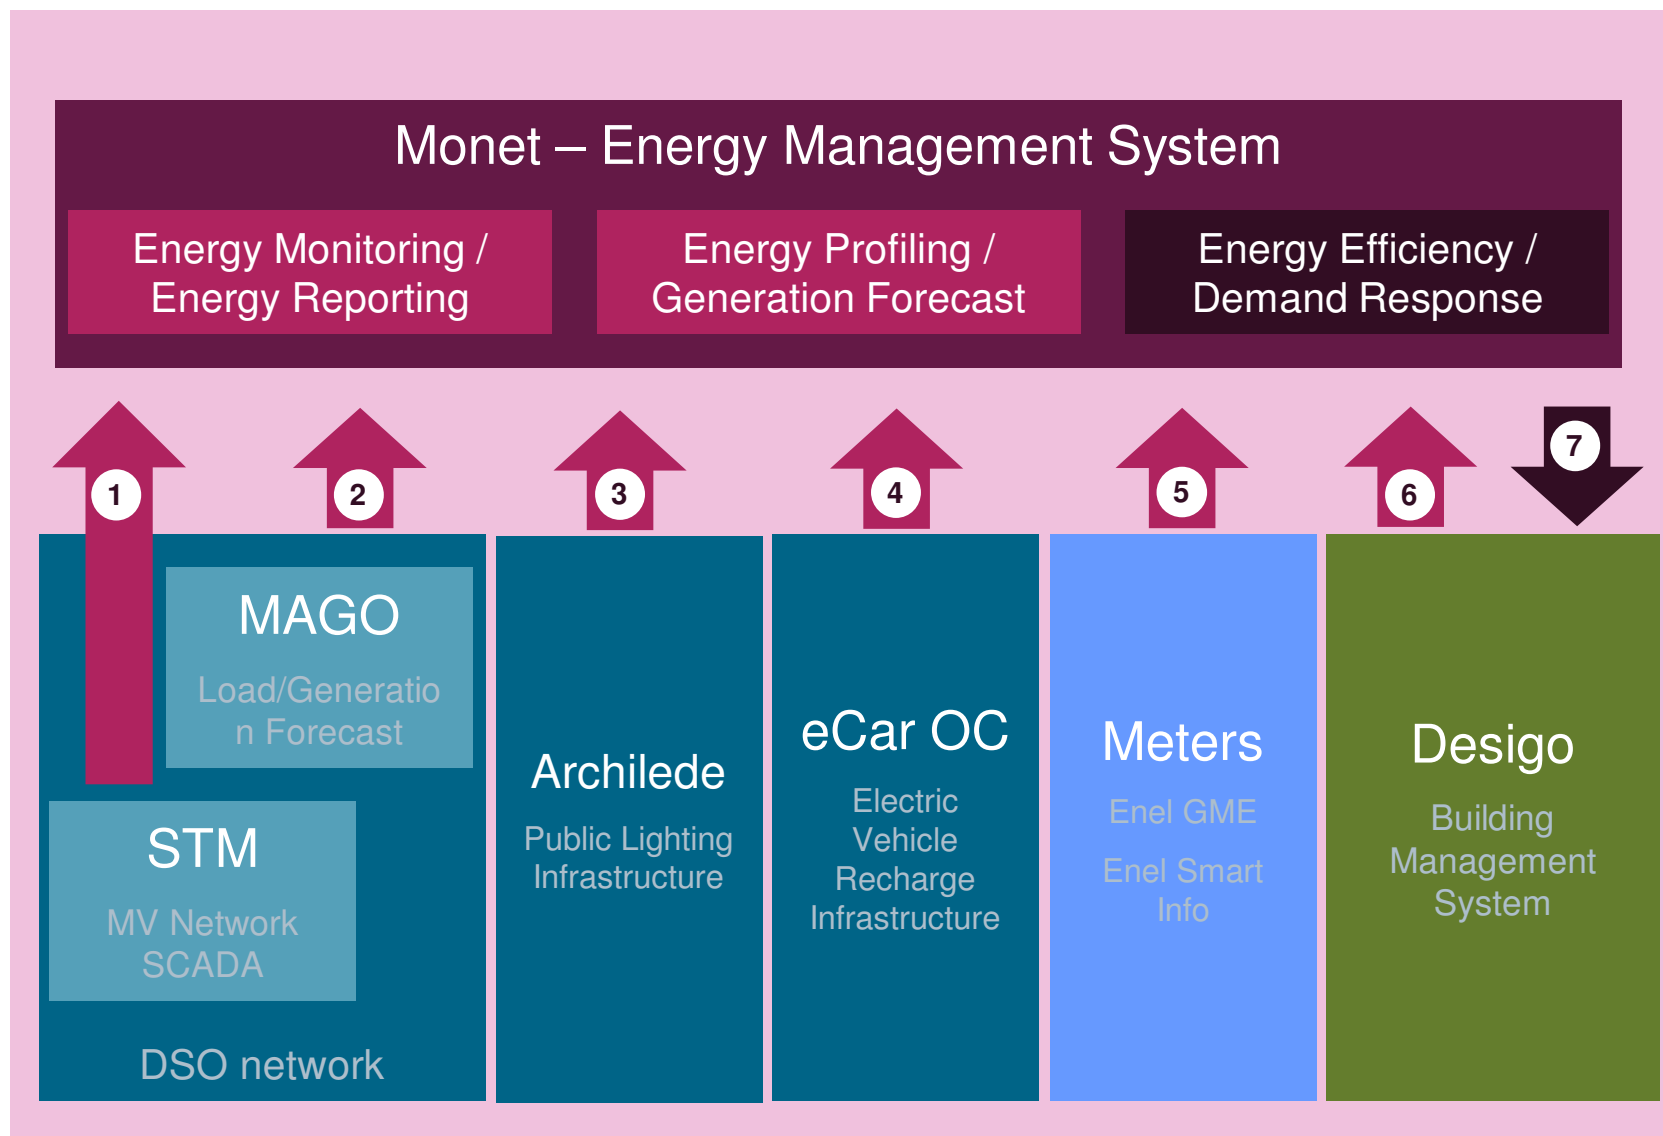 Monet – Energy Management System
Energy Monitoring /
Energy Reporting
Energy Profiling /
Generation Forecast
Energy Efficiency /
Demand Response
1
2
3
4
5
6
7
MAGO
Load/Generatio
n Forecast
STM
MV Network
SCADA
DSO network
Archilede
Public Lighting
Infrastructure
eCar OC
Electric
Vehicle
Recharge
Infrastructure
Meters
Enel GME
Enel Smart
Info
Desigo
Building
Management
System